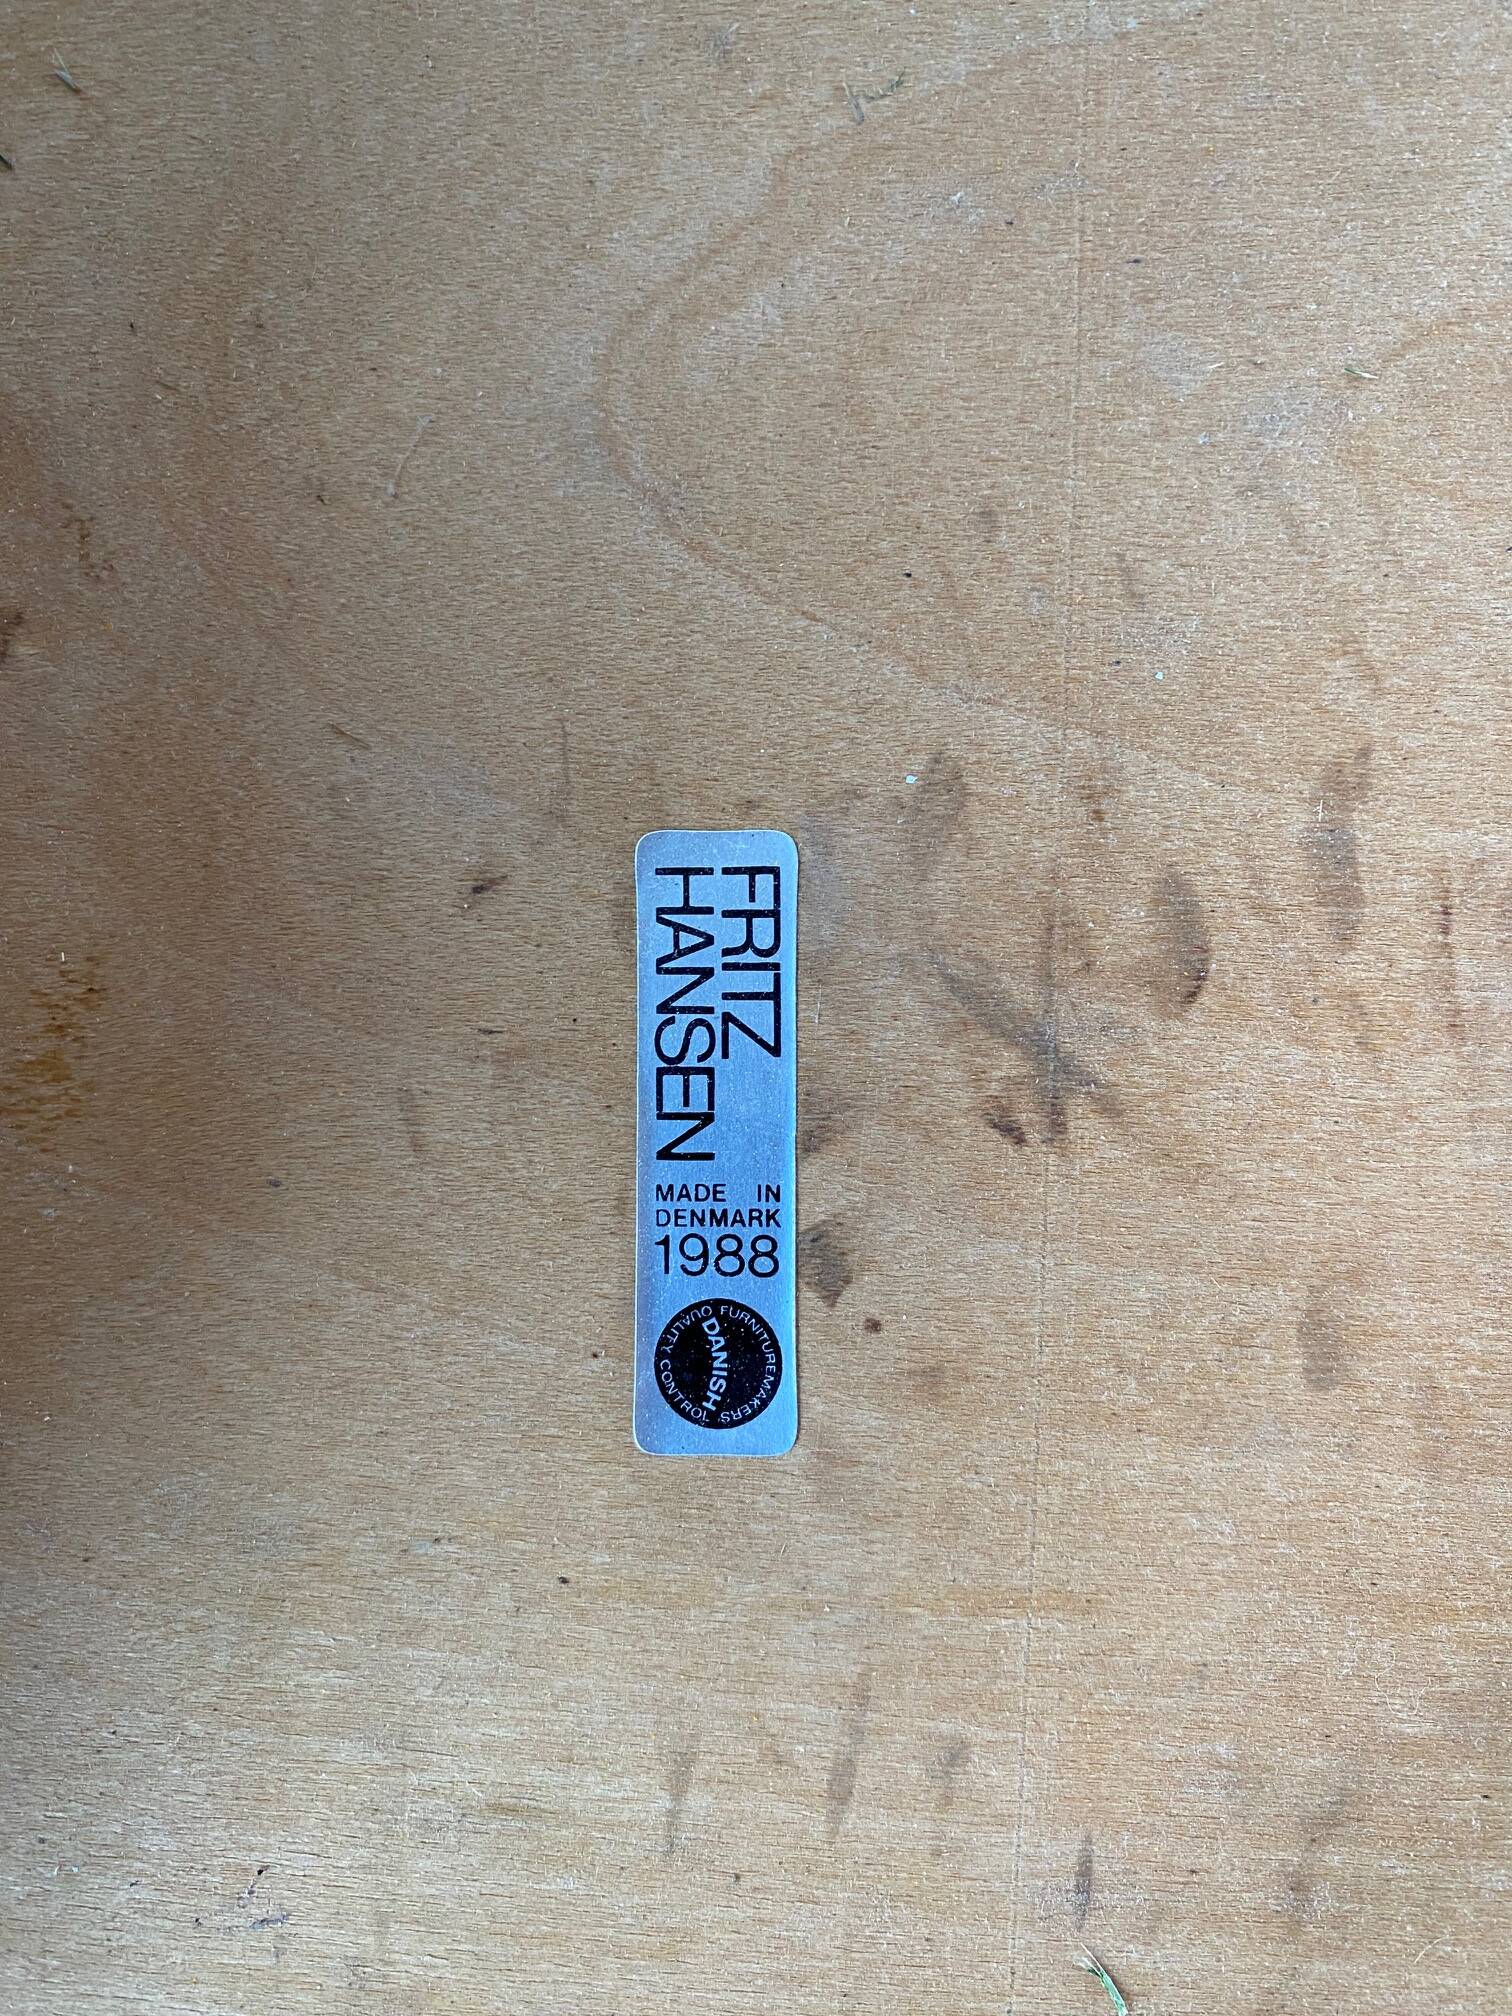 FRITZ
HANSEN
MADE IN
DENMARK
1988
DANISH
FURNITUREMAKERS
QUALITY CONTROL